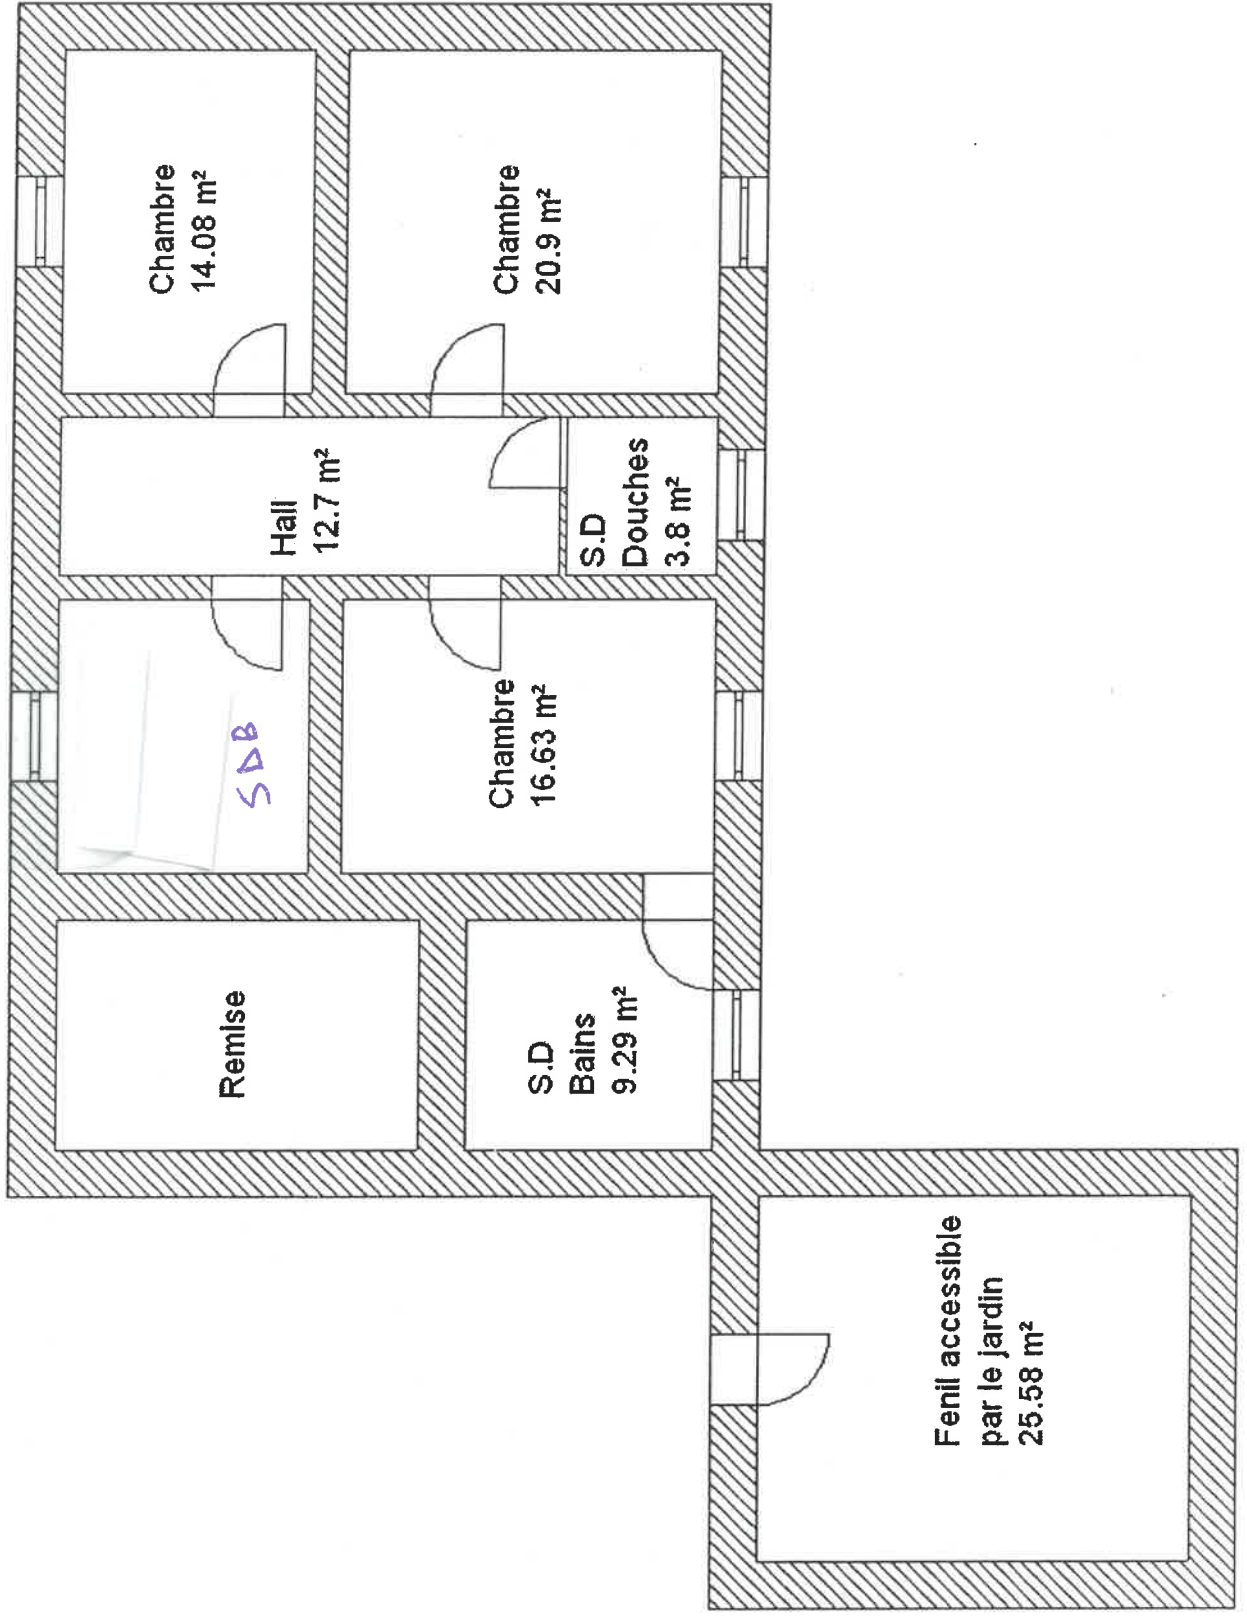 Remise
SDB
Hall
12.7 m²
Chambre
14.08 m²
S.D
Bains
9.29 m²
Chambre
16.63 m²
S.D
Douches
3.8 m²
Chambre
20.9 m²
Fenil accessible
par le jardin
25.58 m²